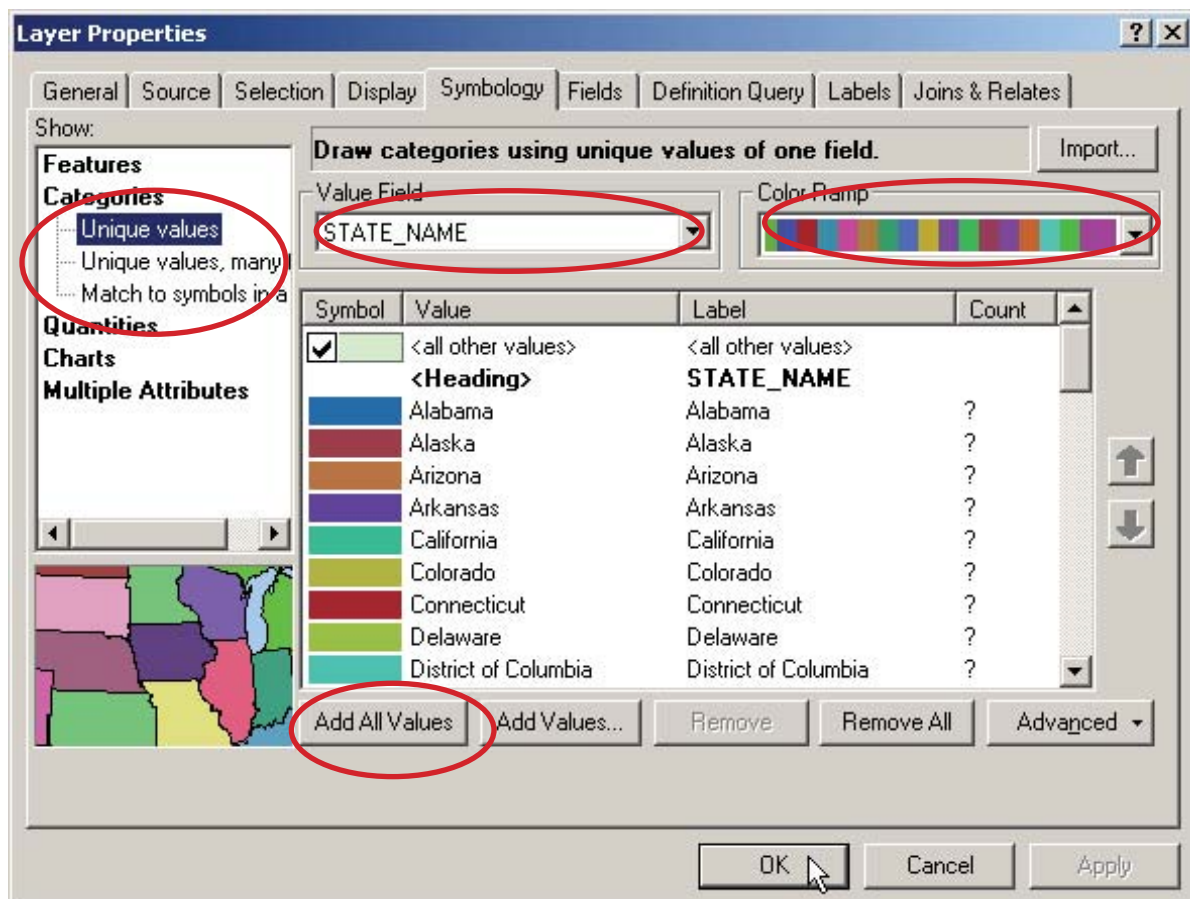 Layer Properties
General Source Selection Display Symbology Fields Definition Query Labels Joins & Relates
Show:
Features
Categories
Unique values
Unique values, many f
Match to symbols in a
Quantities
Charts
Multiple Attributes
Draw categories using unique values of one field.
Import...
Value Field
STATE_NAME
Color Ramp
Symbol Value Label Count
<all other values> <all other values>
<Heading> STATE_NAME
Alabama Alabama ?
Alaska Alaska ?
Arizona Arizona ?
Arkansas Arkansas ?
California California ?
Colorado Colorado ?
Connecticut Connecticut ?
Delaware Delaware ?
District of Columbia District of Columbia ?
Add All Values Add Values... Remove Remove All Advanced
OK Cancel Apply